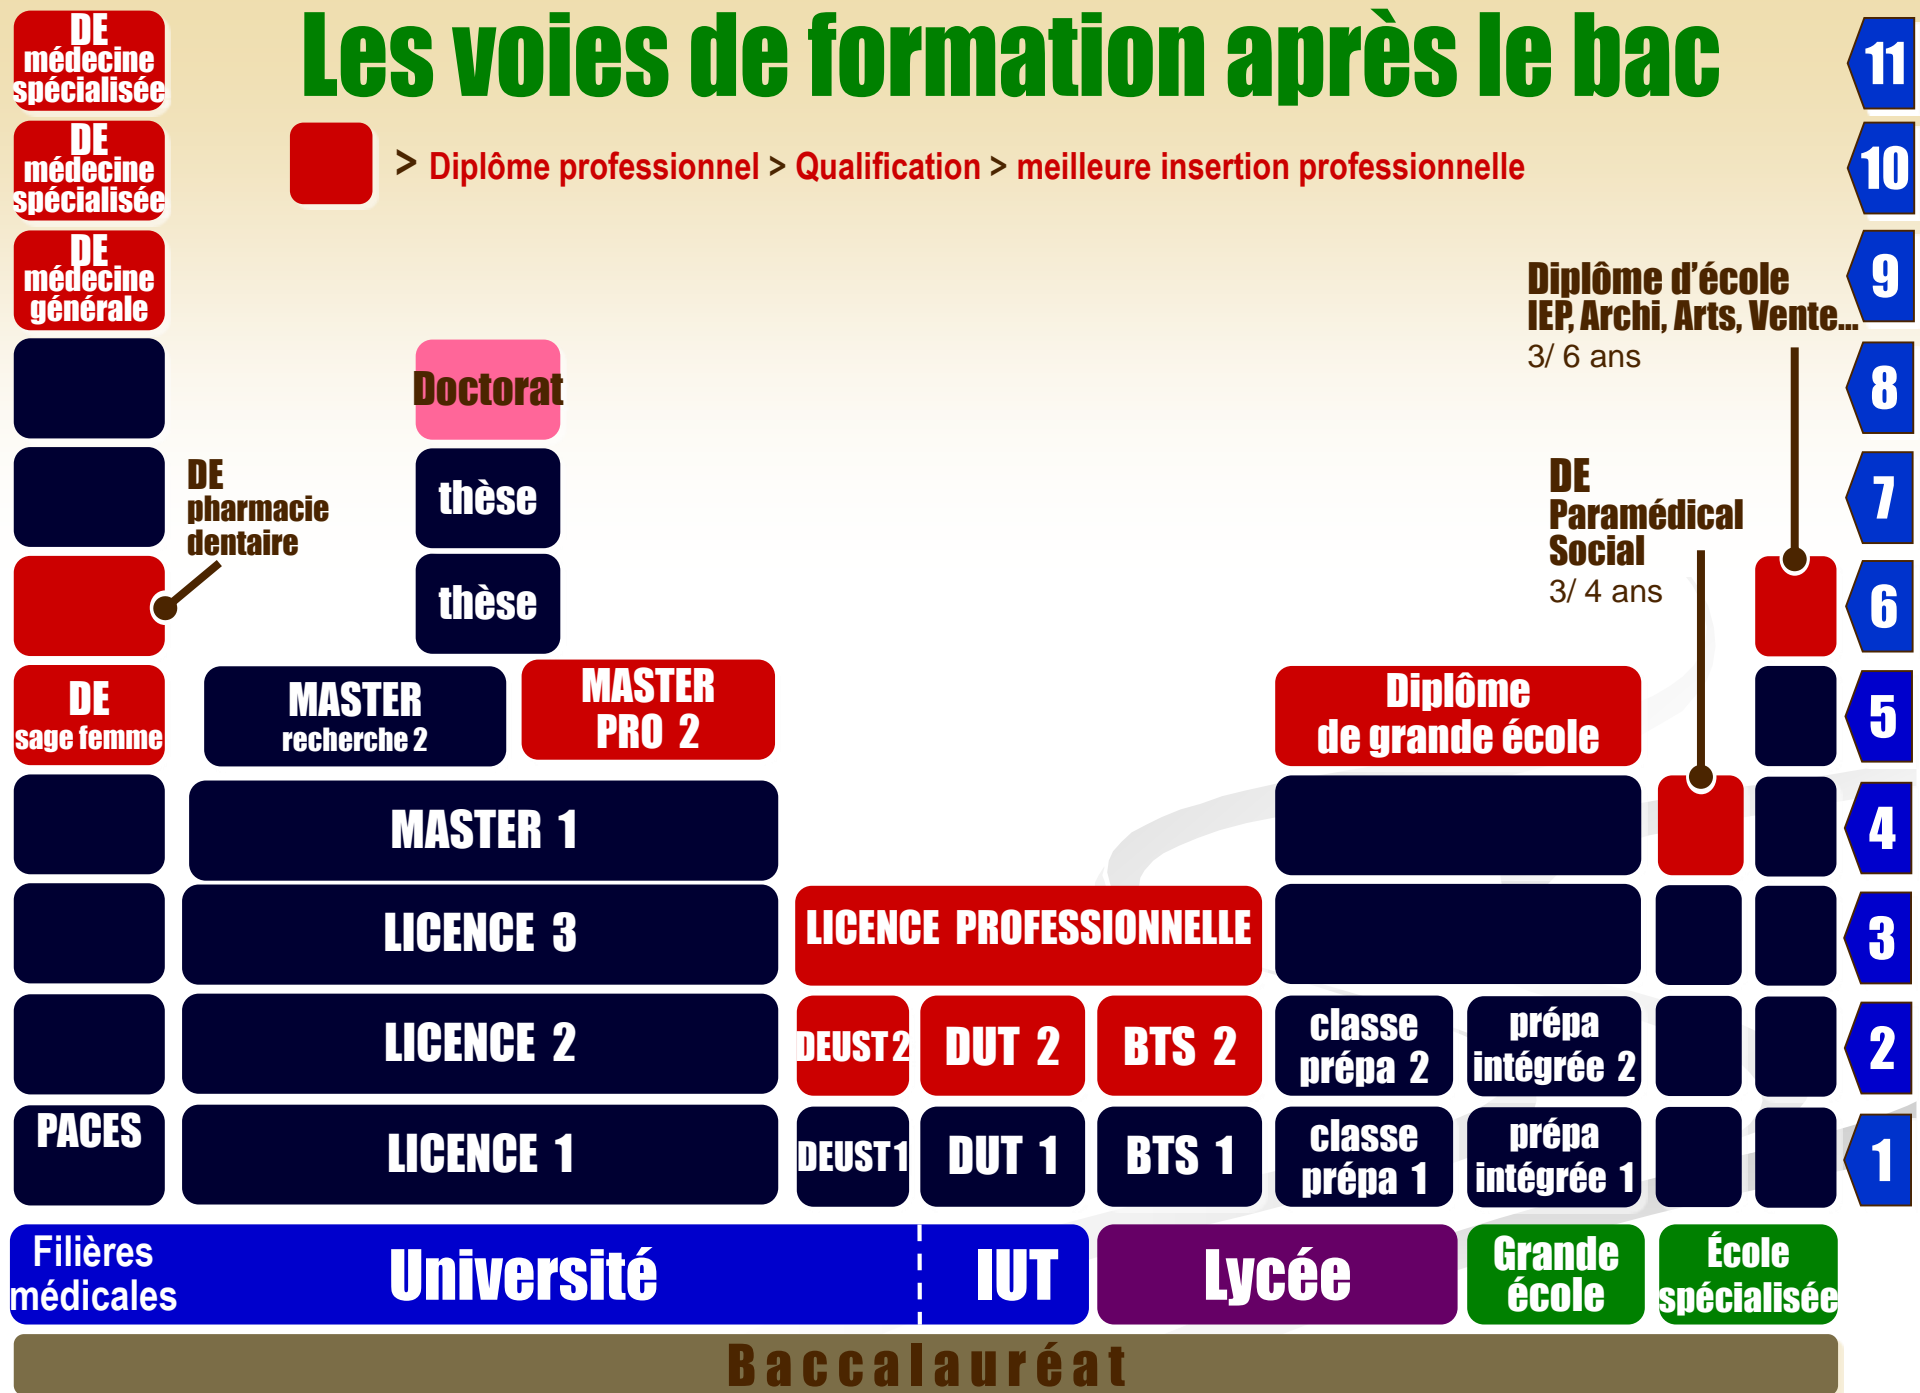 Les voies de formation après le bac
> Diplôme professionnel > Qualification > meilleure insertion professionnelle
DE
médecine
spécialisée
11
DE
médecine
spécialisée
10
DE
médecine
générale
9
Diplôme d'école
IEP, Archi, Arts, Vente...
3/ 6 ans
Doctorat
8
DE
pharmacie
dentaire
thèse
DE
Paramédical
Social
3/ 4 ans
7
thèse
6
DE
sage femme
MASTER
recherche 2
MASTER
PRO 2
Diplôme
de grande école
5
MASTER 1
4
LICENCE 3
LICENCE PROFESSIONNELLE
3
LICENCE 2
DEUST 2
DUT 2
BTS 2
classe
prépa 2
prépa
intégrée 2
2
PACES
LICENCE 1
DEUST 1
DUT 1
BTS 1
classe
prépa 1
prépa
intégrée 1
1
Filières
médicales
Université
IUT
Lycée
Grande
école
École
spécialisée
Baccalauréat